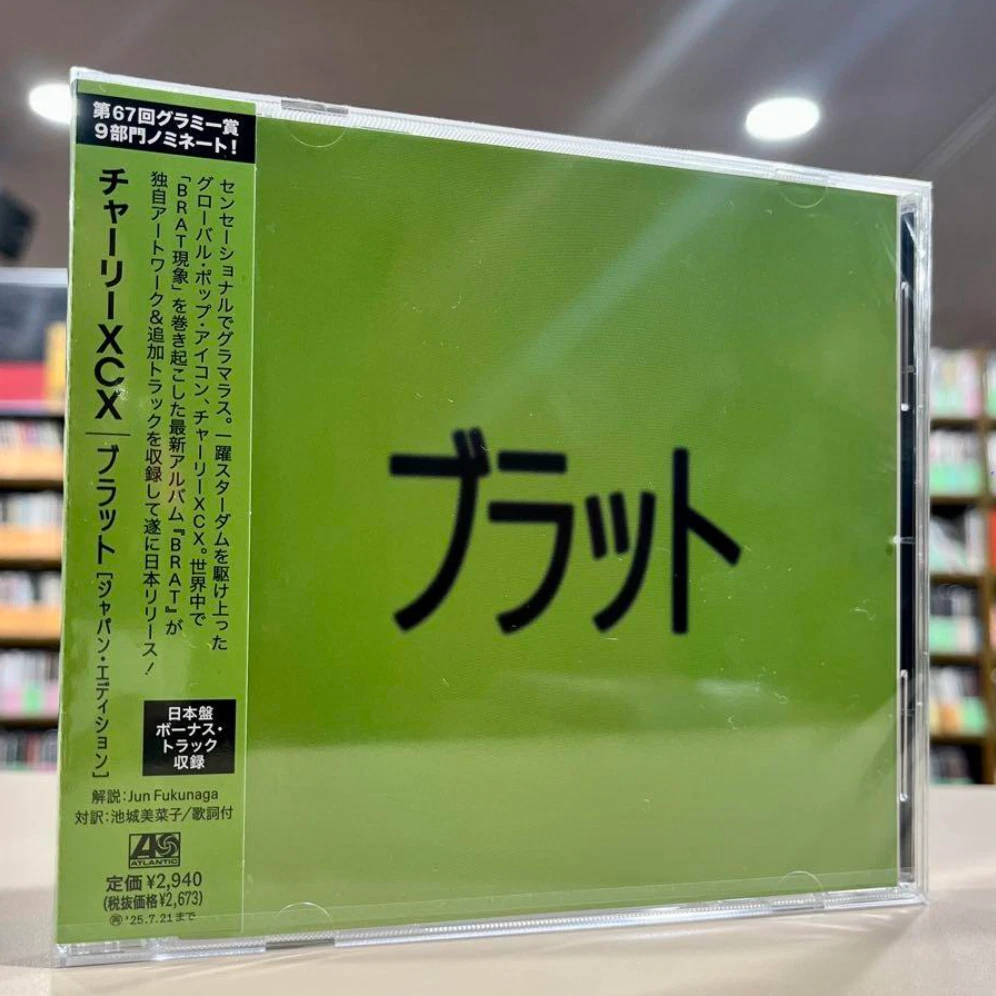 第67回グラミー賞
9部門ノミネート!
チャーリーXCX|ブラット[ジャパン・エディション]
センセーショナルでグラマラス。一躍スターダムを駆け上った
グローバル・ポップ・アイコン、チャーリーXCX。世界中で
「BRAT現象」を巻き起こした最新アルバム『BRAT』が
独自アートワーク&追加トラックを収録して遂に日本リリース!
日本盤
ボーナス・
トラック
収録
解説:Jun Fukunaga
対訳:池城美菜子/歌詞付
ATLANTIC
定価 ¥2,940
(税抜価格¥2,673)
再 '25.7.21まで
ブラット